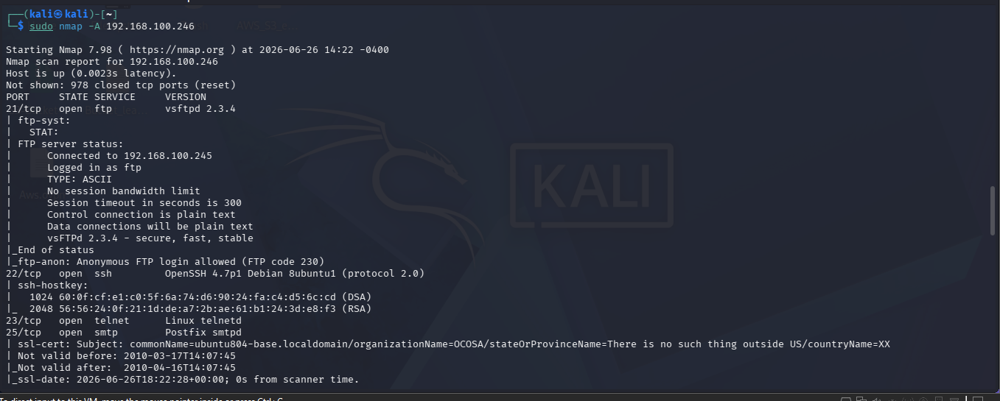 ┌──(kali㉿kali)-[~]
└─$ sudo nmap -A 192.168.100.246
Starting Nmap 7.98 ( https://nmap.org ) at 2026-06-26 14:22 -0400
Nmap scan report for 192.168.100.246
Host is up (0.0023s latency).
Not shown: 978 closed tcp ports (reset)
PORT     STATE SERVICE     VERSION
21/tcp   open  ftp         vsftpd 2.3.4
| ftp-syst:
|   STAT:
| FTP server status:
|      Connected to 192.168.100.245
|      Logged in as ftp
|      TYPE: ASCII
|      No session bandwidth limit
|      Session timeout in seconds is 300
|      Control connection is plain text
|      Data connections will be plain text
|      vsFTPd 2.3.4 - secure, fast, stable
|_End of status
|_ftp-anon: Anonymous FTP login allowed (FTP code 230)
22/tcp   open  ssh         OpenSSH 4.7p1 Debian 8ubuntu1 (protocol 2.0)
| ssh-hostkey:
|   1024 60:0f:cf:e1:c0:5f:6a:74:d6:90:24:fa:c4:d5:6c:cd (DSA)
|_  2048 56:56:24:0f:21:1d:de:a7:2b:ae:61:b1:24:3d:e8:f3 (RSA)
23/tcp   open  telnet      Linux telnetd
25/tcp   open  smtp        Postfix smtpd
| ssl-cert: Subject: commonName=ubuntu804-base.localdomain/organizationName=OCOSA/stateOrProvinceName=There is no such thing outside US/countryName=XX
| Not valid before: 2010-03-17T14:07:45
|_Not valid after:  2010-04-16T14:07:45
|_ssl-date: 2026-06-26T18:22:28+00:00; 0s from scanner time.
KALI